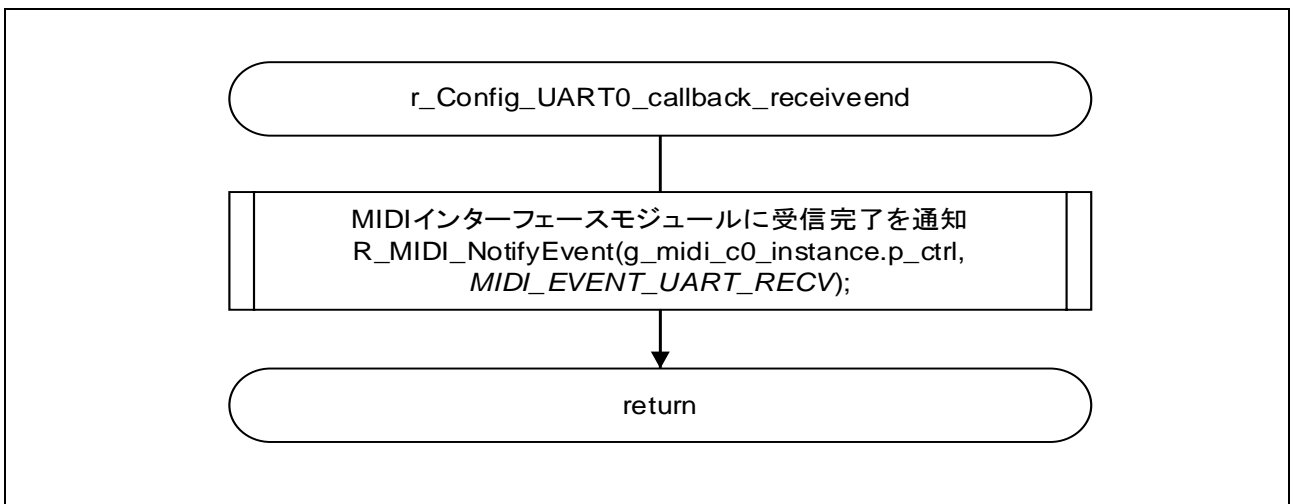 r_Config_UART0_callback_receiveend
MIDIインターフェースモジュールに受信完了を通知
R_MIDI_NotifyEvent(g_midi_c0_instance.p_ctrl,
MIDI_EVENT_UART_RECV);
return